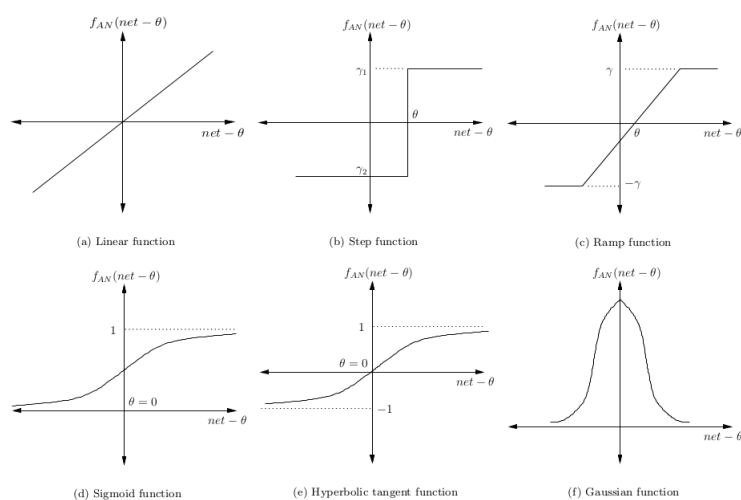 f_AN(net − θ)
net − θ
(a) Linear function
f_AN(net − θ)
γ₁
θ
net − θ
γ₂
(b) Step function
f_AN(net − θ)
γ
θ
net − θ
−γ
(c) Ramp function
f_AN(net − θ)
1
θ = 0
net − θ
(d) Sigmoid function
f_AN(net − θ)
1
θ = 0
net − θ
−1
(e) Hyperbolic tangent function
f_AN(net − θ)
net − θ
(f) Gaussian function